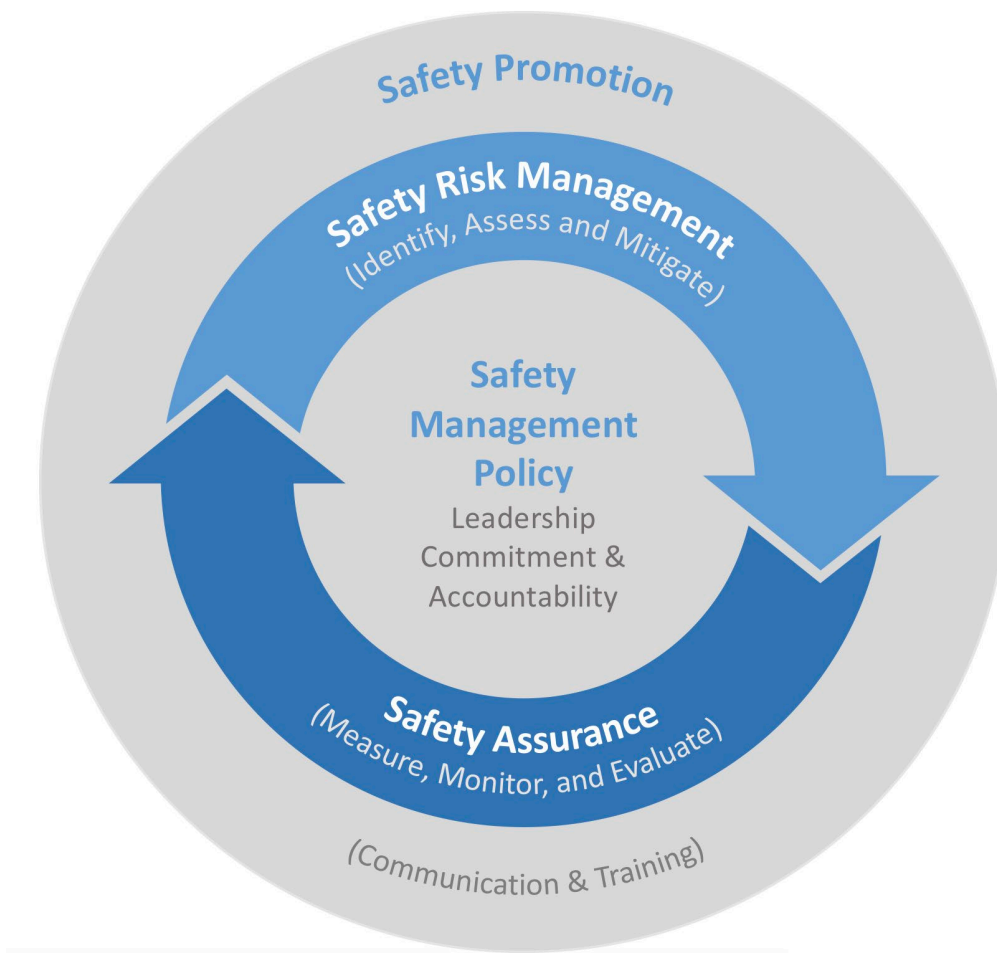 Safety Promotion
Safety Risk Management
(Identify, Assess and Mitigate)
Safety
Management
Policy
Leadership
Commitment &
Accountability
Safety Assurance
(Measure, Monitor, and Evaluate)
(Communication & Training)